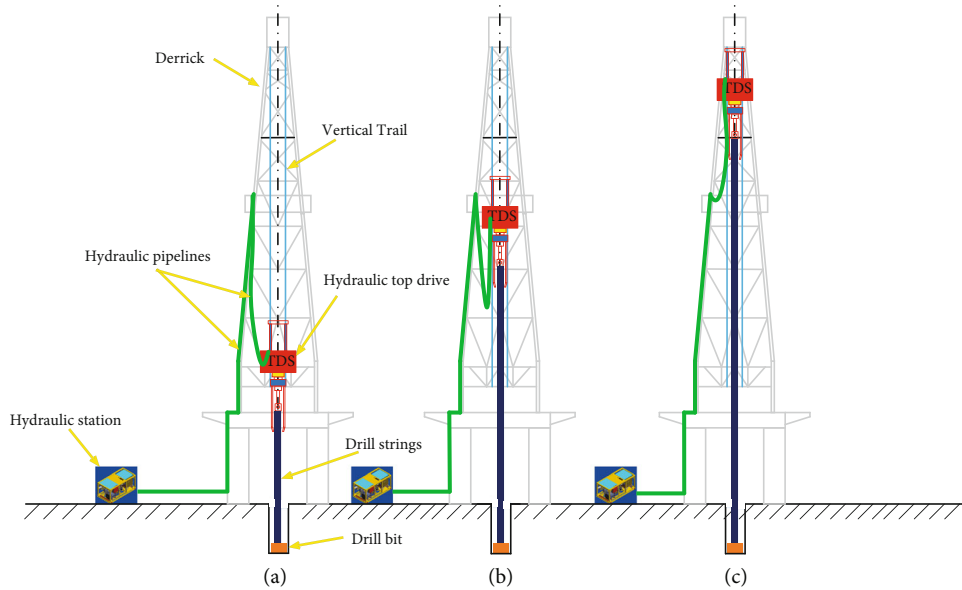 Derrick
TDS
Vertical Trail
TDS
Hydraulic pipelines
Hydraulic top drive
TDS
Hydraulic station
Drill strings
Drill bit
(a)
(b)
(c)